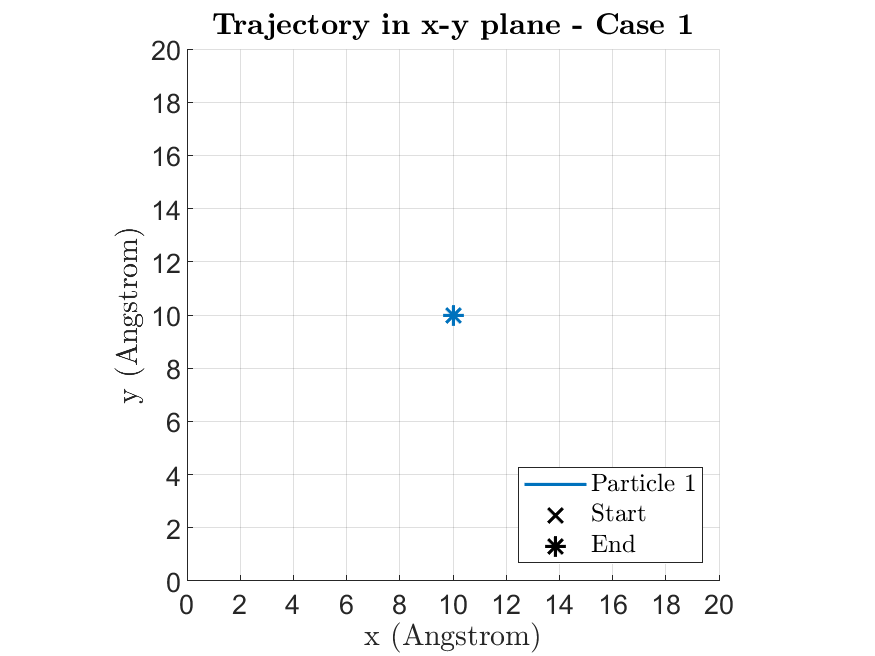 Trajectory in x-y plane - Case 1
20
18
16
14
12
10
8
6
4
2
0
y (Angstrom)
Particle 1
Start
End
0 2 4 6 8 10 12 14 16 18 20
x (Angstrom)